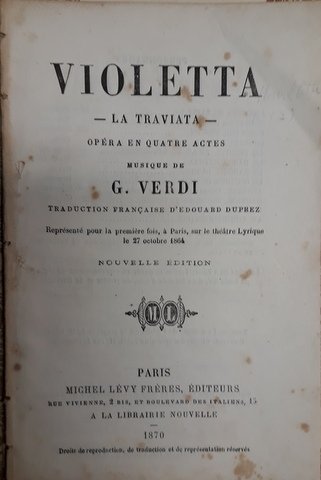 VIOLETTA
— LA TRAVIATA —
OPÉRA EN QUATRE ACTES
MUSIQUE DE
G. VERDI
TRADUCTION FRANÇAISE D'EDOUARD DUPREZ
Représenté pour la première fois, à Paris, sur le théâtre Lyrique
le 27 octobre 1864
NOUVELLE ÉDITION
ML
PARIS
MICHEL LÉVY FRÈRES, ÉDITEURS
RUE VIVIENNE, 2 BIS, ET BOULEVARD DES ITALIENS, 15
A LA LIBRAIRIE NOUVELLE
1870
Droits de reproduction, de traduction et de représentation réservés